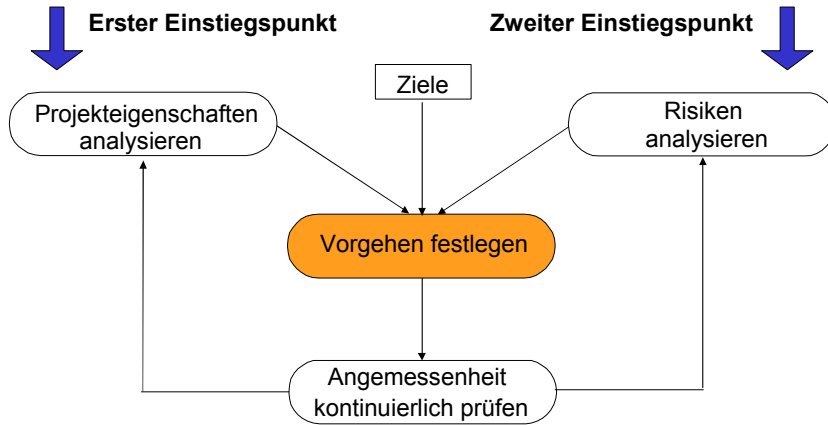 Erster Einstiegspunkt
Zweiter Einstiegspunkt
Ziele
Projekteigenschaften
analysieren
Risiken
analysieren
Vorgehen festlegen
Angemessenheit
kontinuierlich prüfen